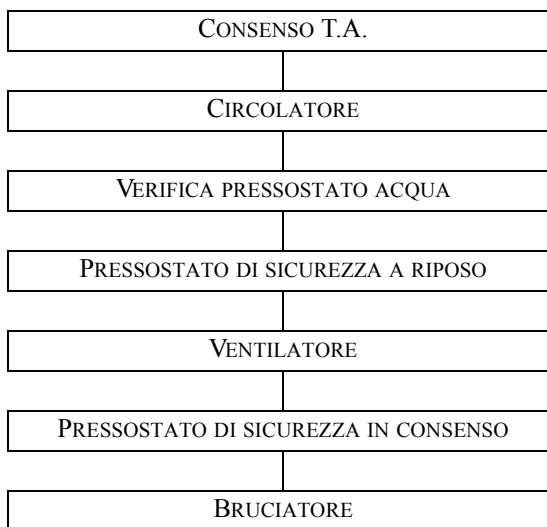 CONSENSO T.A.
CIRCOLATORE
VERIFICA PRESSOSTATO ACQUA
PRESSOSTATO DI SICUREZZA A RIPOSO
VENTILATORE
PRESSOSTATO DI SICUREZZA IN CONSENSO
BRUCIATORE